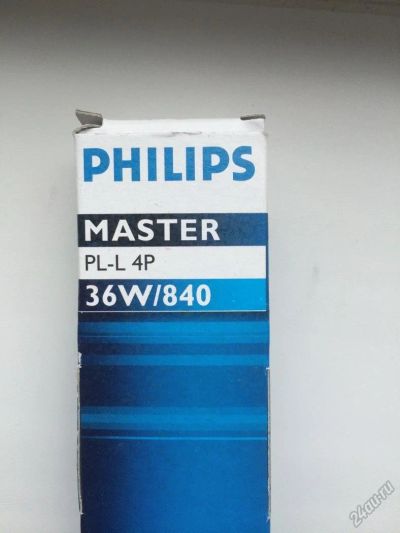 PHILIPS
MASTER
PL-L 4P
36W/840
24au.ru